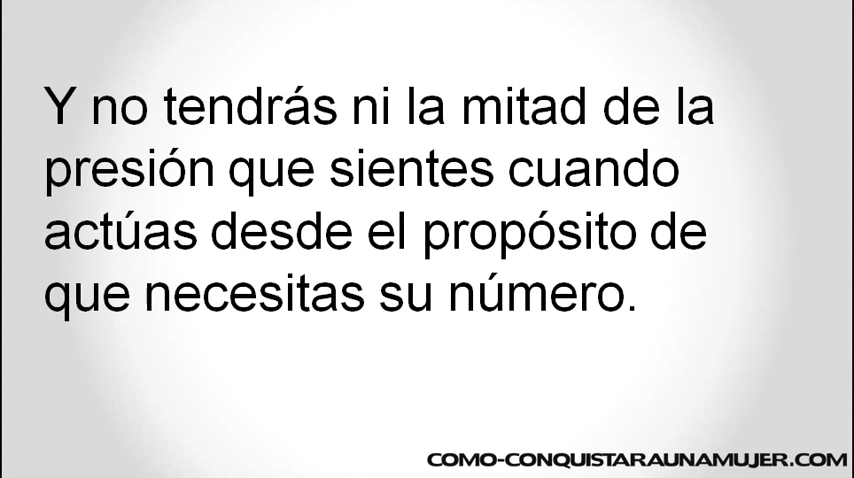 Y no tendrás ni la mitad de la
presión que sientes cuando
actúas desde el propósito de
que necesitas su número.
COMO-CONQUISTARAUNAMUJER.COM